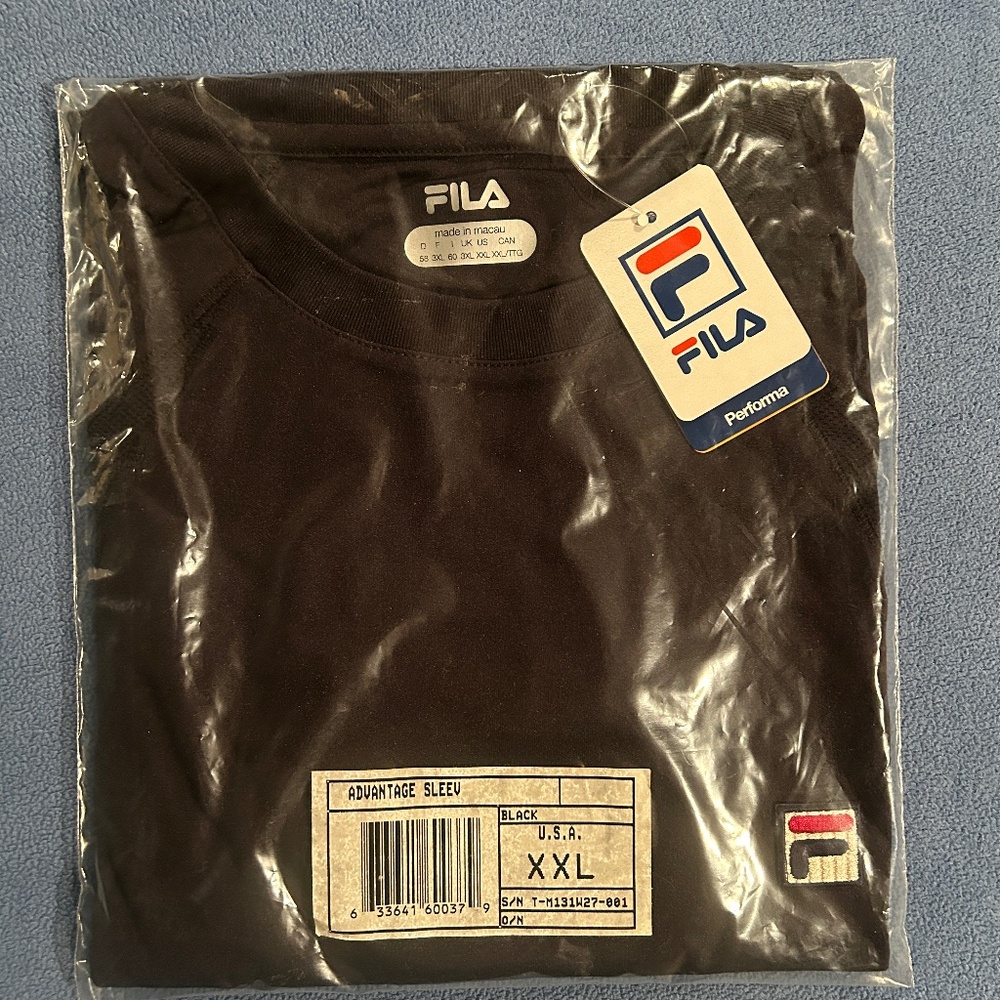 FILA
made in macau
D F I UK US CAN
58 3XL 60 3XL XXL XXL/TTG
FILA
Performa
ADVANTAGE SLEEV
BLACK
U.S.A.
XXL
S/N T-M131W27-001
O/N
6 33641 60037 9